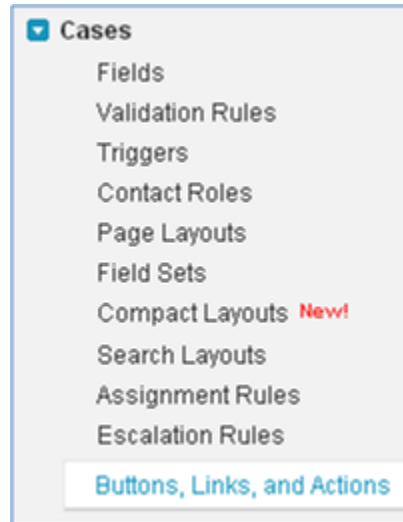 Cases
Fields
Validation Rules
Triggers
Contact Roles
Page Layouts
Field Sets
Compact Layouts New!
Search Layouts
Assignment Rules
Escalation Rules
Buttons, Links, and Actions